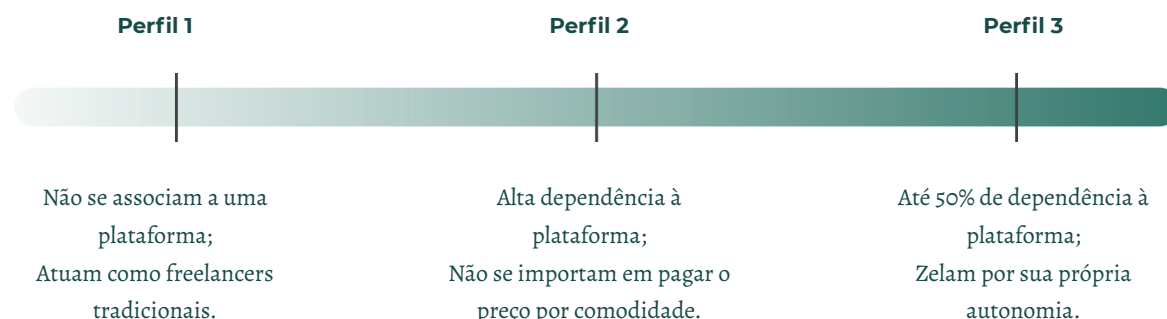 Perfil 1
Perfil 2
Perfil 3
Não se associam a uma
plataforma;
Atuam como freelancers
tradicionais.
Alta dependência à
plataforma;
Não se importam em pagar o
preço por comodidade.
Até 50% de dependência à
plataforma;
Zelam por sua própria
autonomia.